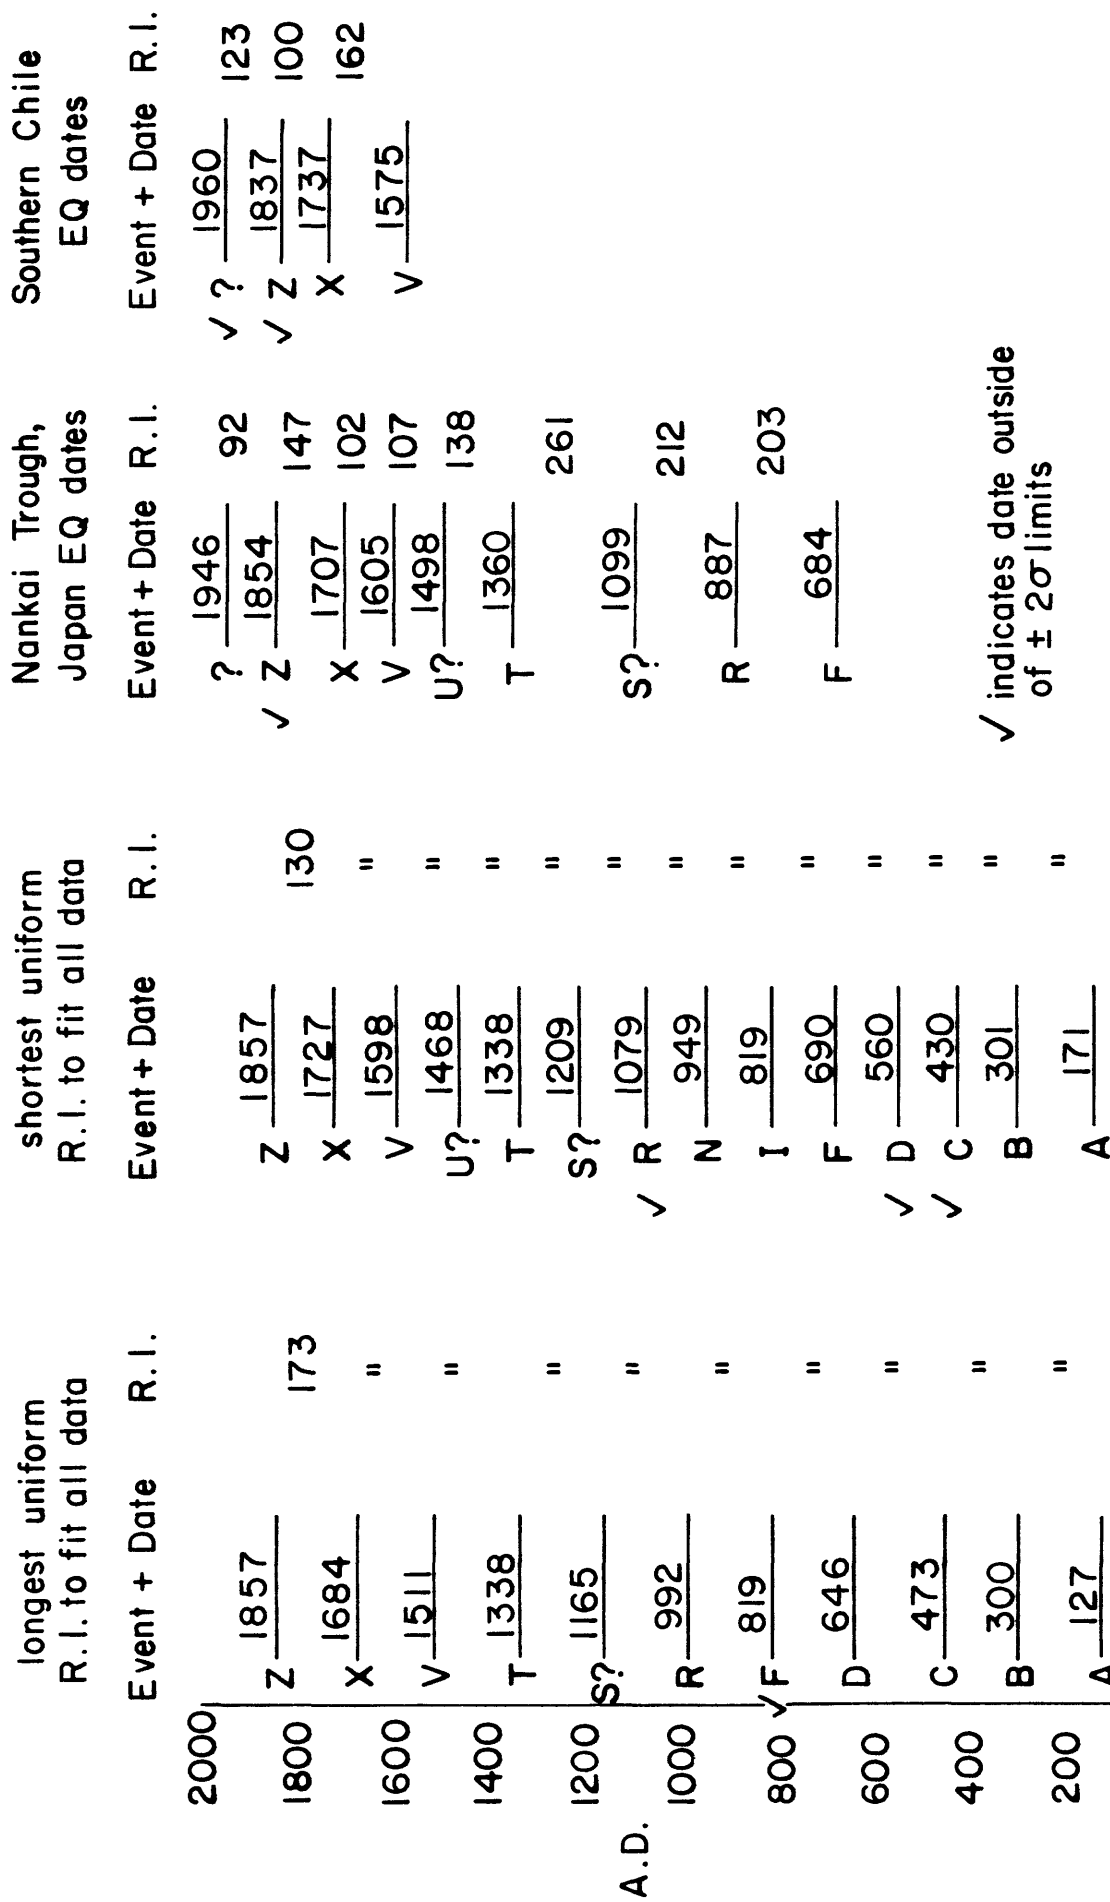 longest uniform
R.I. to fit all data
Event + Date R.I.
Z 1857
173
X 1684
"
V 1511
"
T 1338
"
S? 1165
"
R 992
"
✓ F 819
"
D 646
"
C 473
"
B 300
"
A 127
shortest uniform
R.I. to fit all data
Event + Date R.I.
Z 1857
130
X 1727
"
V 1598
"
U? 1468
"
T 1338
"
S? 1209
"
✓ R 1079
"
N 949
"
I 819
"
F 690
"
✓ D 560
"
✓ C 430
"
B 301
"
A 171
Nankai Trough,
Japan EQ dates
Event + Date R.I.
? 1946
92
✓ Z 1854
147
X 1707
102
V 1605
107
U? 1498
138
T 1360
261
S? 1099
212
R 887
203
F 684
Southern Chile
EQ dates
Event + Date R.I.
✓ ? 1960
123
✓ Z 1837
100
X 1737
162
V 1575
✓ indicates date outside
of ± 2σ limits
A.D.
2000
1800
1600
1400
1200
1000
800
600
400
200